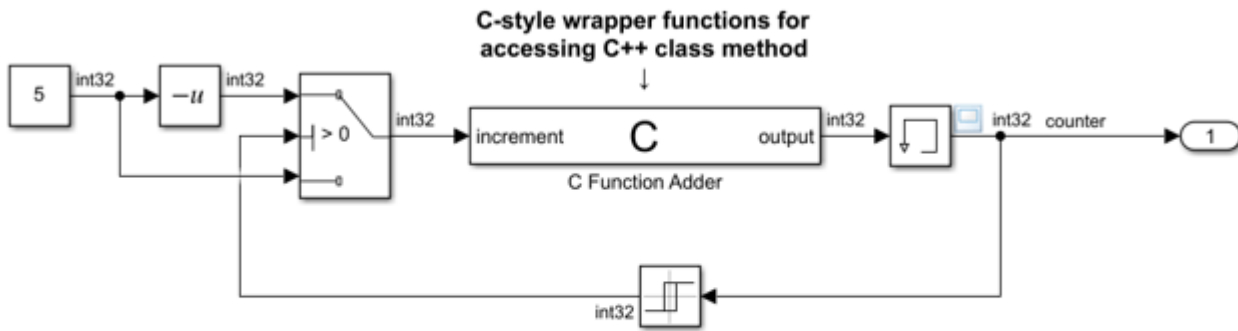 C-style wrapper functions for
accessing C++ class method
↓
5
int32
−u
int32
> 0
int32
increment
C
output
int32
int32
counter
1
C Function Adder
int32